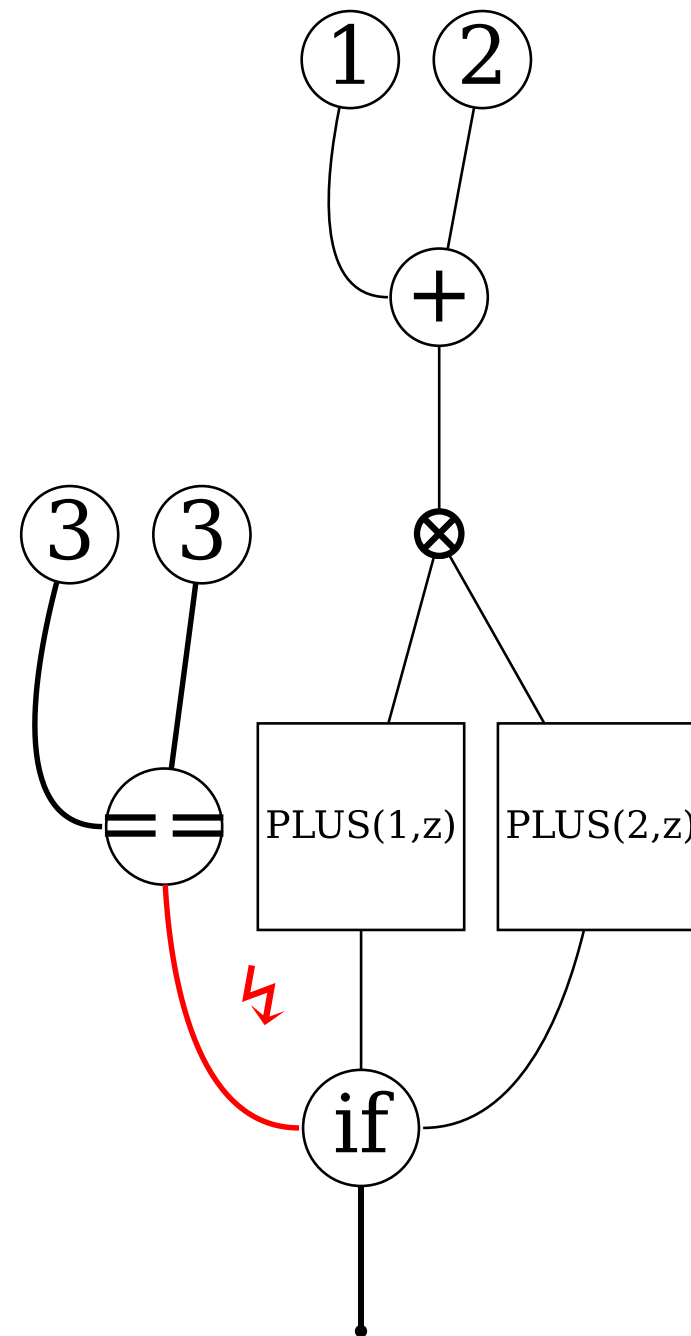 1 2
+
3 3
==
PLUS(1,z) PLUS(2,z)
if